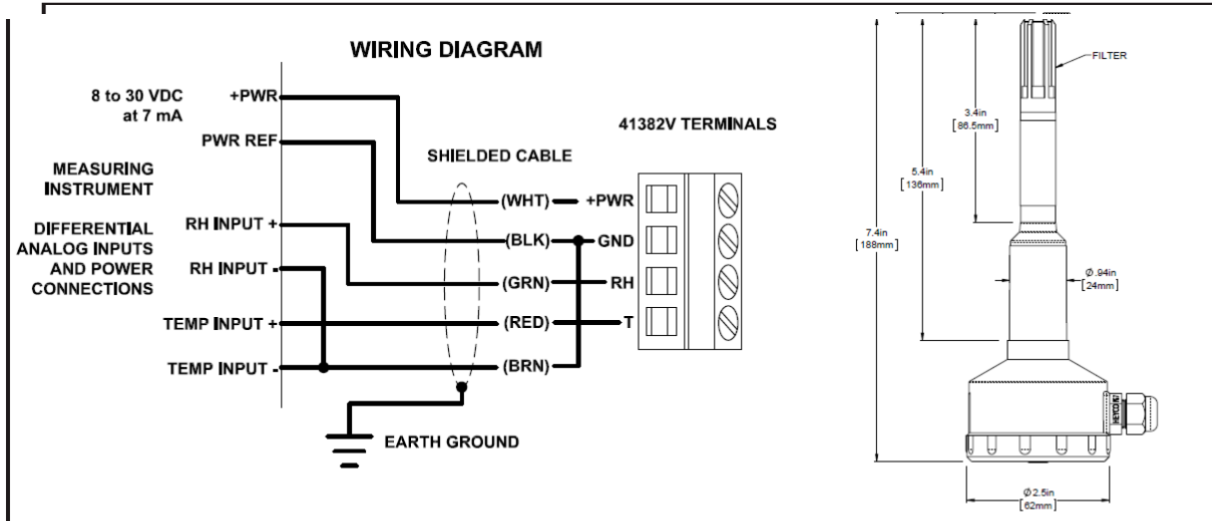 WIRING DIAGRAM
8 to 30 VDC
at 7 mA
+PWR
PWR REF
MEASURING
INSTRUMENT
DIFFERENTIAL
ANALOG INPUTS
AND POWER
CONNECTIONS
RH INPUT +
RH INPUT -
TEMP INPUT +
TEMP INPUT -
SHIELDED CABLE
(WHT)
(BLK)
(GRN)
(RED)
(BRN)
EARTH GROUND
41382V TERMINALS
+PWR
GND
RH
T
FILTER
3.4in
[86.5mm]
5.4in
[136mm]
7.4in
[188mm]
Ø.94in
[24mm]
Ø2.5in
[62mm]